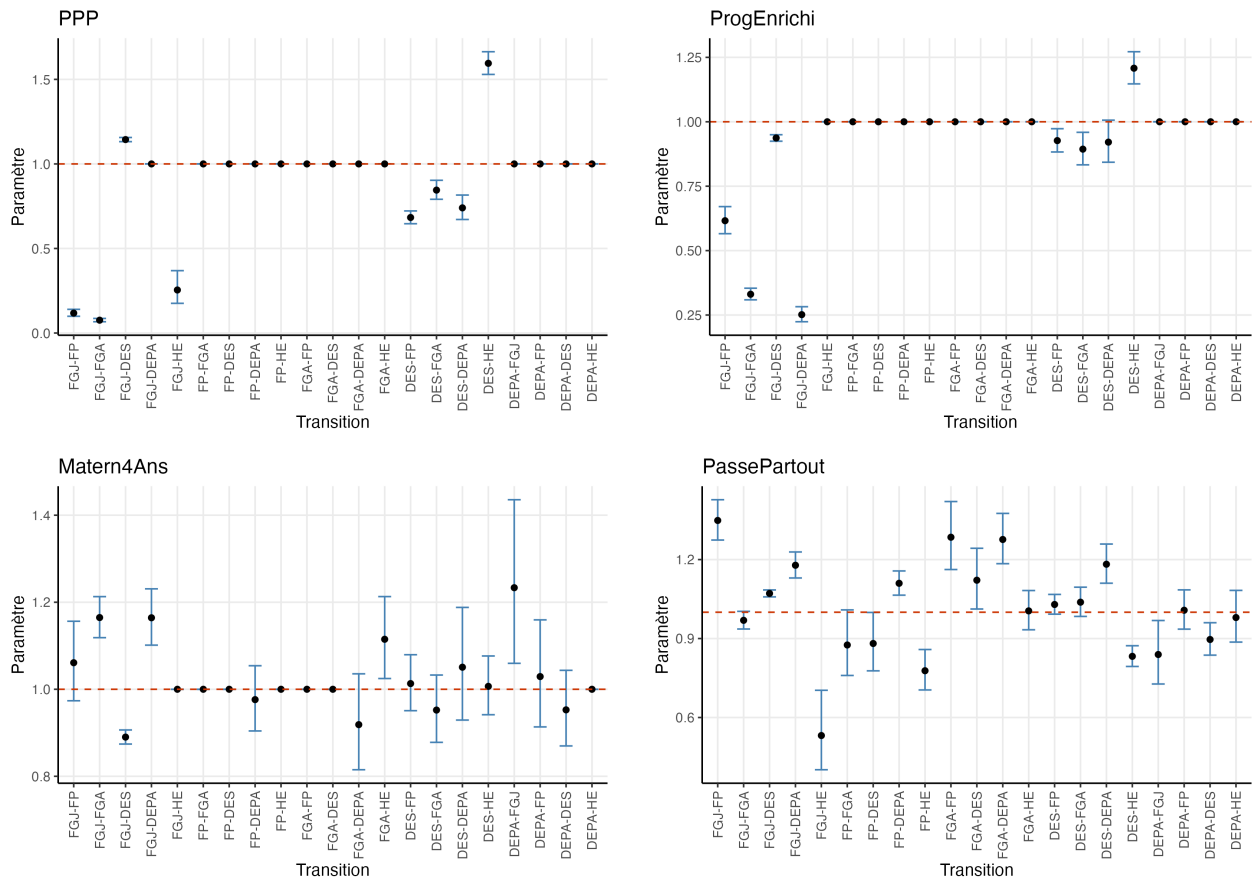 PPP
Paramètre
1.5
1.0
0.5
0.0
FGJ-FP
FGJ-FGA
FGJ-DES
FGJ-DEPA
FGJ-HE
FP-FGA
FP-DES
FP-DEPA
FP-HE
FGA-FP
FGA-DES
FGA-DEPA
FGA-HE
DES-FP
DES-FGA
DES-DEPA
DES-HE
DEPA-FGJ
DEPA-FP
DEPA-DES
DEPA-HE
Transition
ProgEnrichi
Paramètre
1.25
1.00
0.75
0.50
0.25
FGJ-FP
FGJ-FGA
FGJ-DES
FGJ-DEPA
FGJ-HE
FP-FGA
FP-DES
FP-DEPA
FP-HE
FGA-FP
FGA-DES
FGA-DEPA
FGA-HE
DES-FP
DES-FGA
DES-DEPA
DES-HE
DEPA-FGJ
DEPA-FP
DEPA-DES
DEPA-HE
Transition
Matern4Ans
Paramètre
1.4
1.2
1.0
0.8
FGJ-FP
FGJ-FGA
FGJ-DES
FGJ-DEPA
FGJ-HE
FP-FGA
FP-DES
FP-DEPA
FP-HE
FGA-FP
FGA-DES
FGA-DEPA
FGA-HE
DES-FP
DES-FGA
DES-DEPA
DES-HE
DEPA-FGJ
DEPA-FP
DEPA-DES
DEPA-HE
Transition
PassePartout
Paramètre
1.2
0.9
0.6
FGJ-FP
FGJ-FGA
FGJ-DES
FGJ-DEPA
FGJ-HE
FP-FGA
FP-DES
FP-DEPA
FP-HE
FGA-FP
FGA-DES
FGA-DEPA
FGA-HE
DES-FP
DES-FGA
DES-DEPA
DES-HE
DEPA-FGJ
DEPA-FP
DEPA-DES
DEPA-HE
Transition